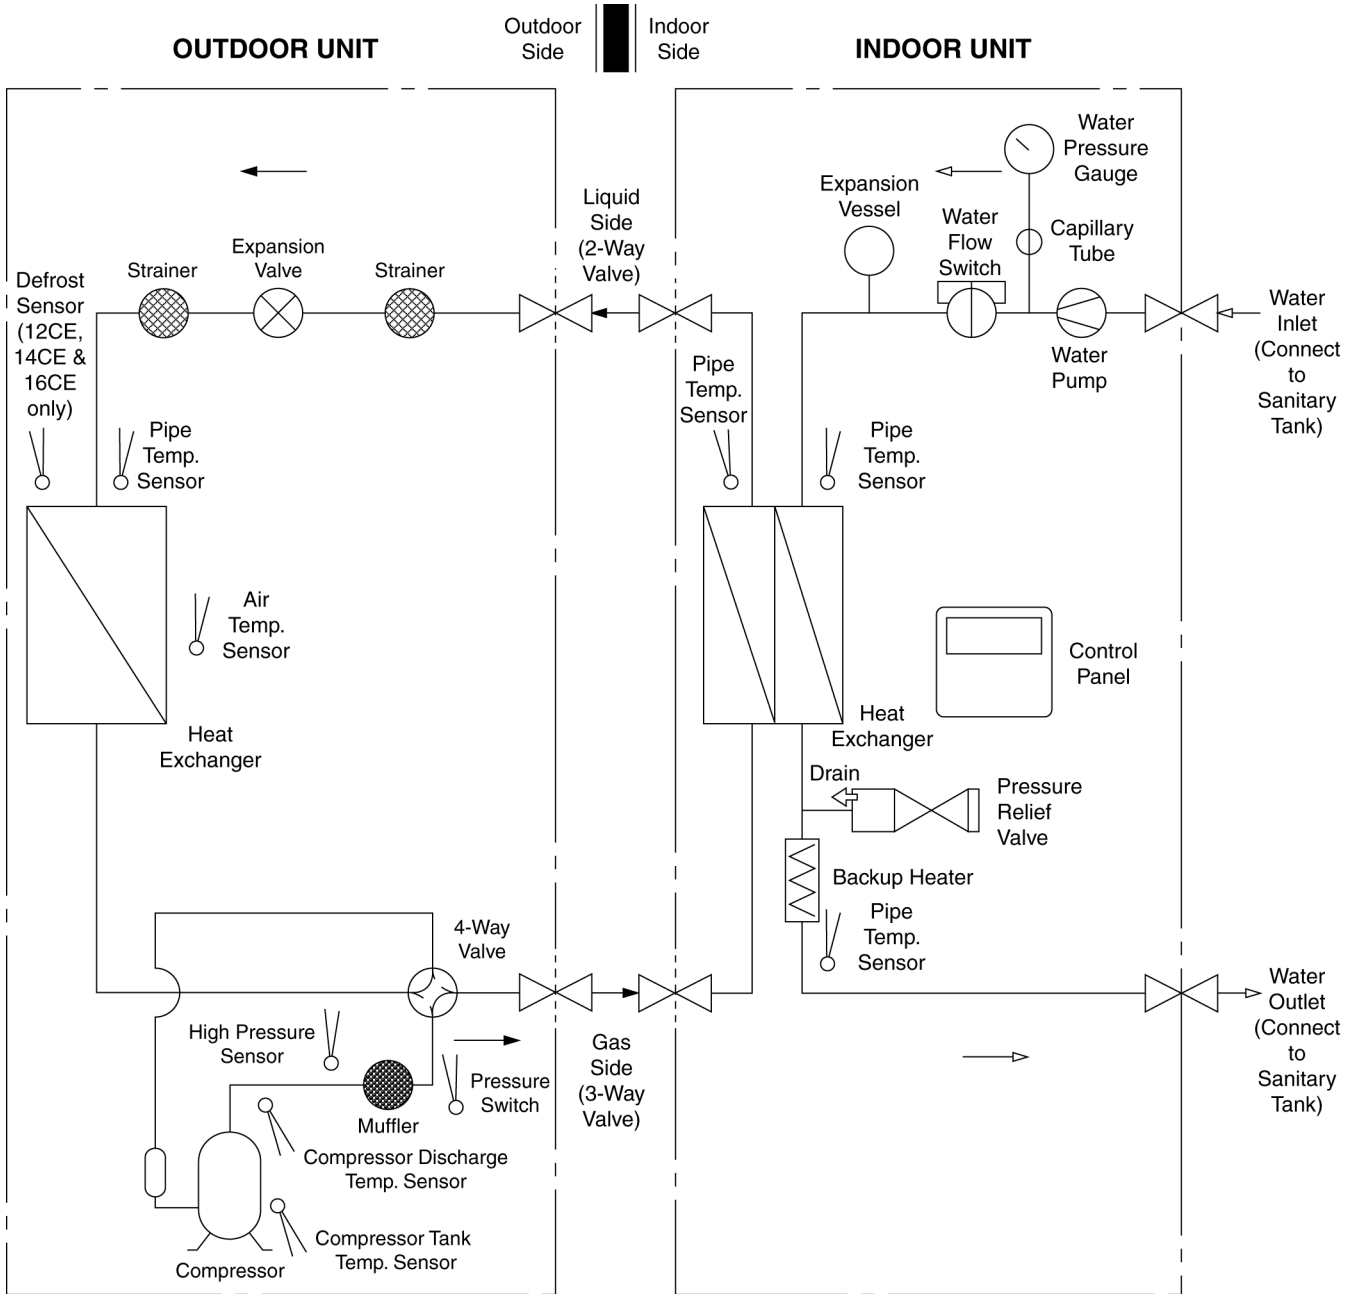 OUTDOOR UNIT
Outdoor
Side
Indoor
Side
INDOOR UNIT
Water
Pressure
Gauge
Expansion
Vessel
Water
Flow
Switch
Capillary
Tube
Liquid
Side
(2-Way
Valve)
Defrost
Sensor
(12CE,
14CE &
16CE
only)
Strainer
Expansion
Valve
Strainer
Water
Inlet
(Connect
to
Sanitary
Tank)
Water
Pump
Pipe
Temp.
Sensor
Pipe
Temp.
Sensor
Pipe
Temp.
Sensor
Air
Temp.
Sensor
Control
Panel
Heat
Exchanger
Heat
Exchanger
Drain
Pressure
Relief
Valve
Backup Heater
Pipe
Temp.
Sensor
4-Way
Valve
Water
Outlet
(Connect
to
Sanitary
Tank)
High Pressure
Sensor
Gas
Side
(3-Way
Valve)
Pressure
Switch
Muffler
Compressor Discharge
Temp. Sensor
Compressor Tank
Temp. Sensor
Compressor